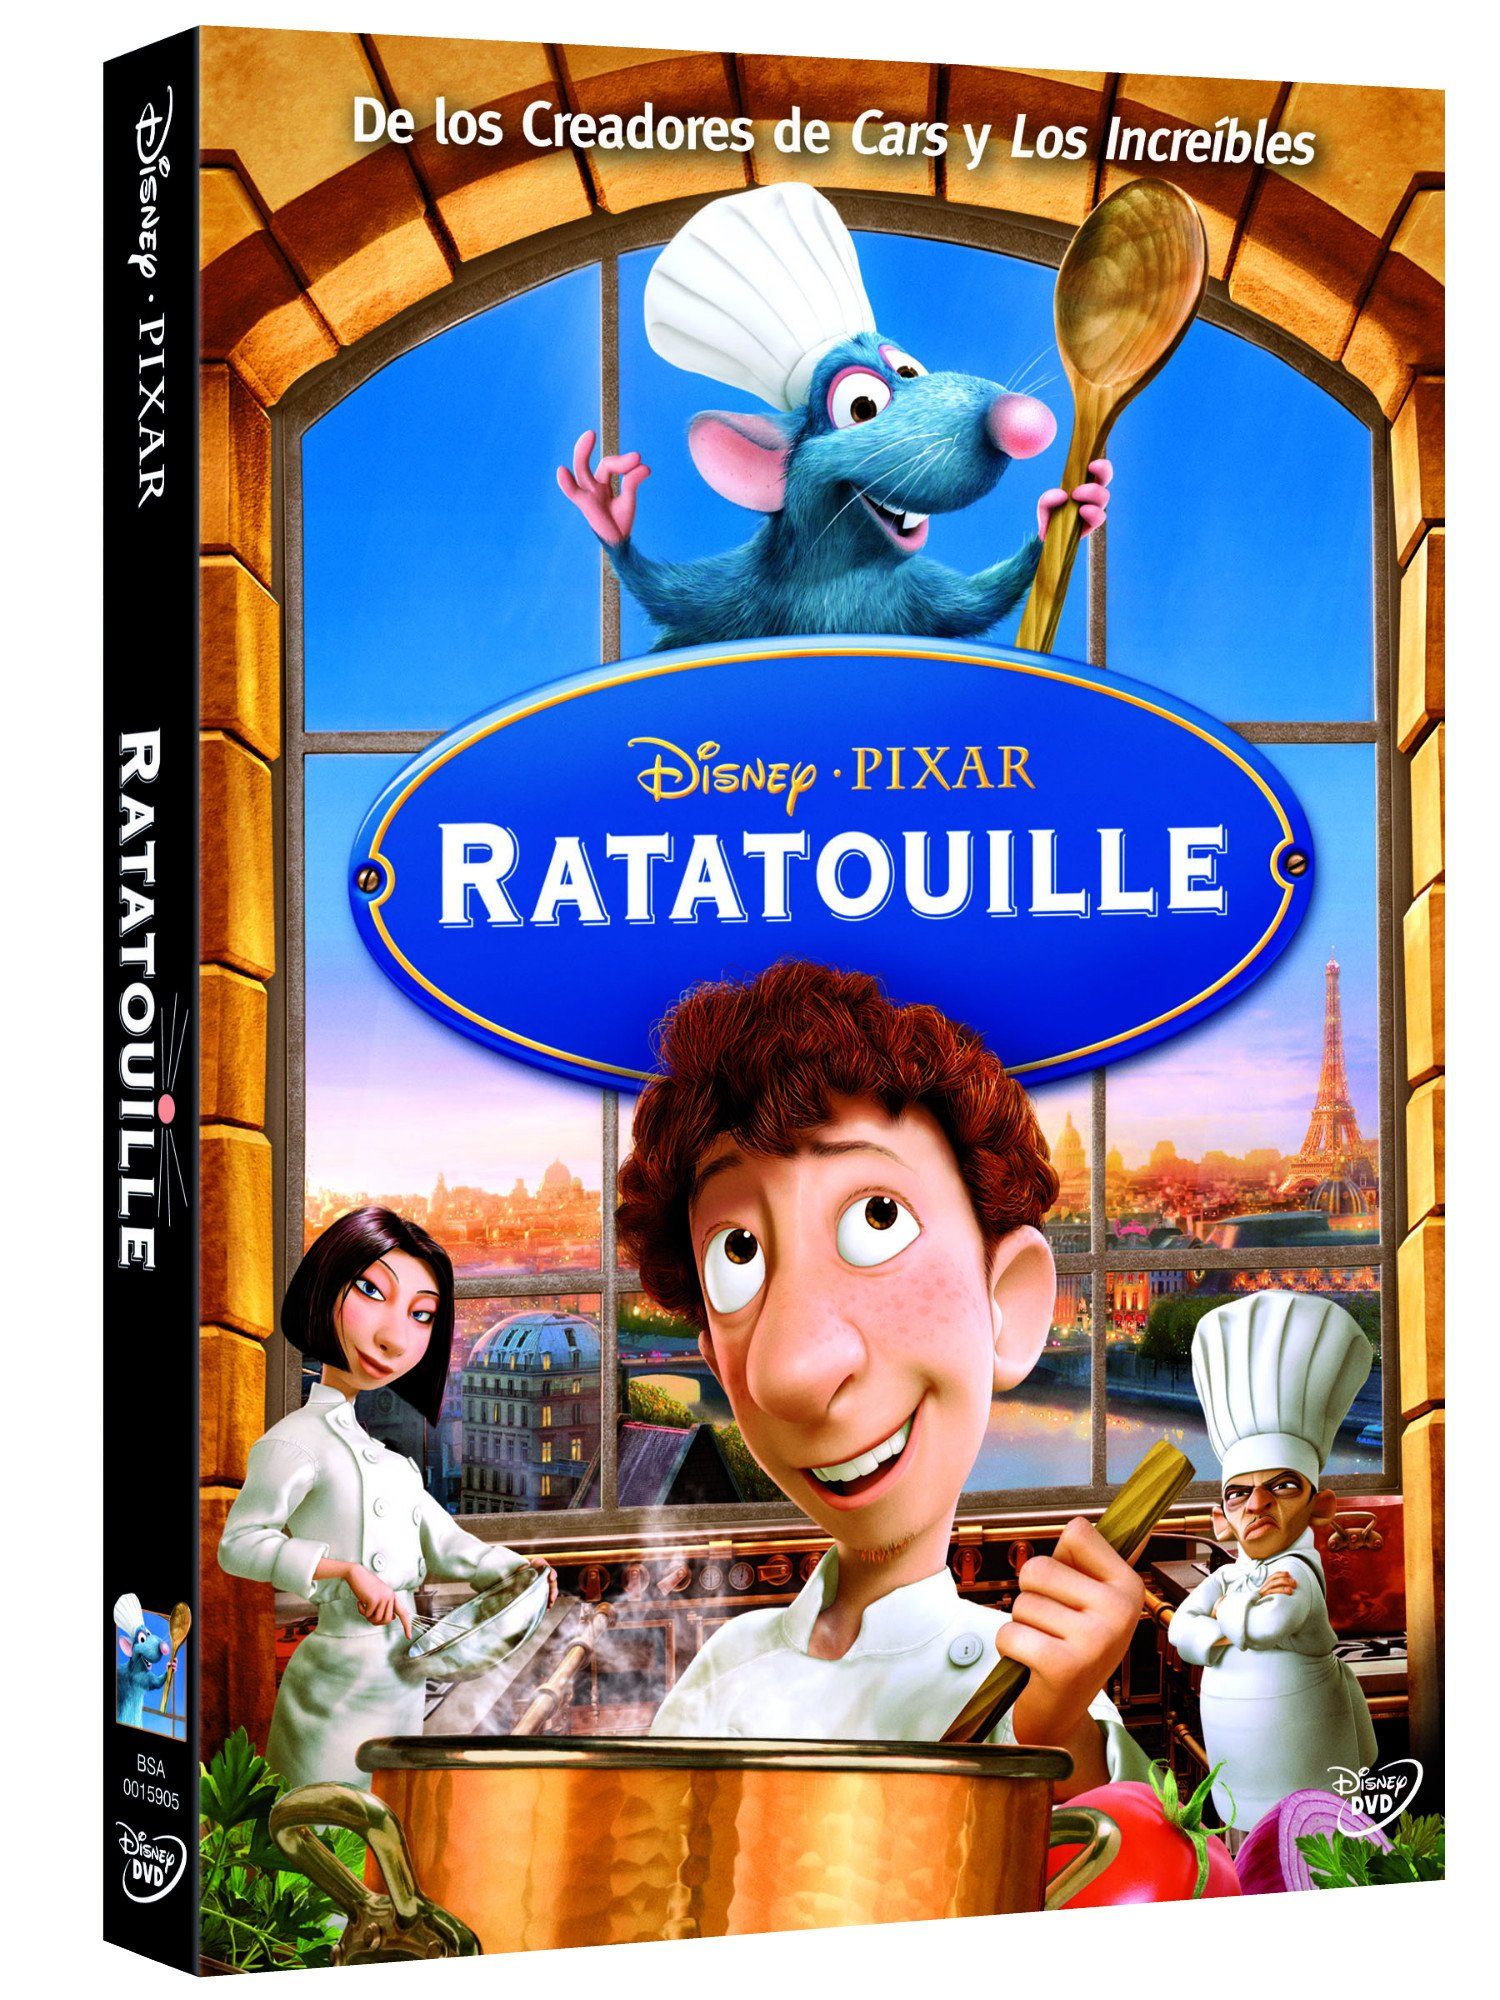 De los Creadores de Cars y Los Increíbles
DISNEY · PIXAR
RATATOUILLE
DISNEY
DVD
DISNEY · PIXAR
RATATOUILLE
BSA
0015905
DISNEY
DVD